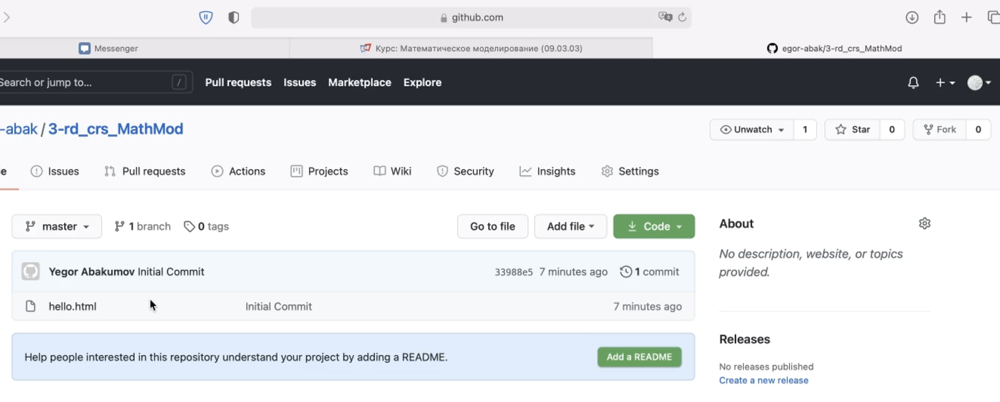 github.com
Messenger
Курс: Математическое моделирование (09.03.03)
egor-abak/3-rd_crs_MathMod
Search or jump to... /
Pull requests Issues Marketplace Explore
-abak / 3-rd_crs_MathMod
Unwatch 1 Star 0 Fork 0
e Issues Pull requests Actions Projects Wiki Security Insights Settings
master 1 branch 0 tags Go to file Add file Code
Yegor Abakumov Initial Commit 33988e5 7 minutes ago 1 commit
hello.html Initial Commit 7 minutes ago
Help people interested in this repository understand your project by adding a README. Add a README
About
No description, website, or topics
provided.
Releases
No releases published
Create a new release